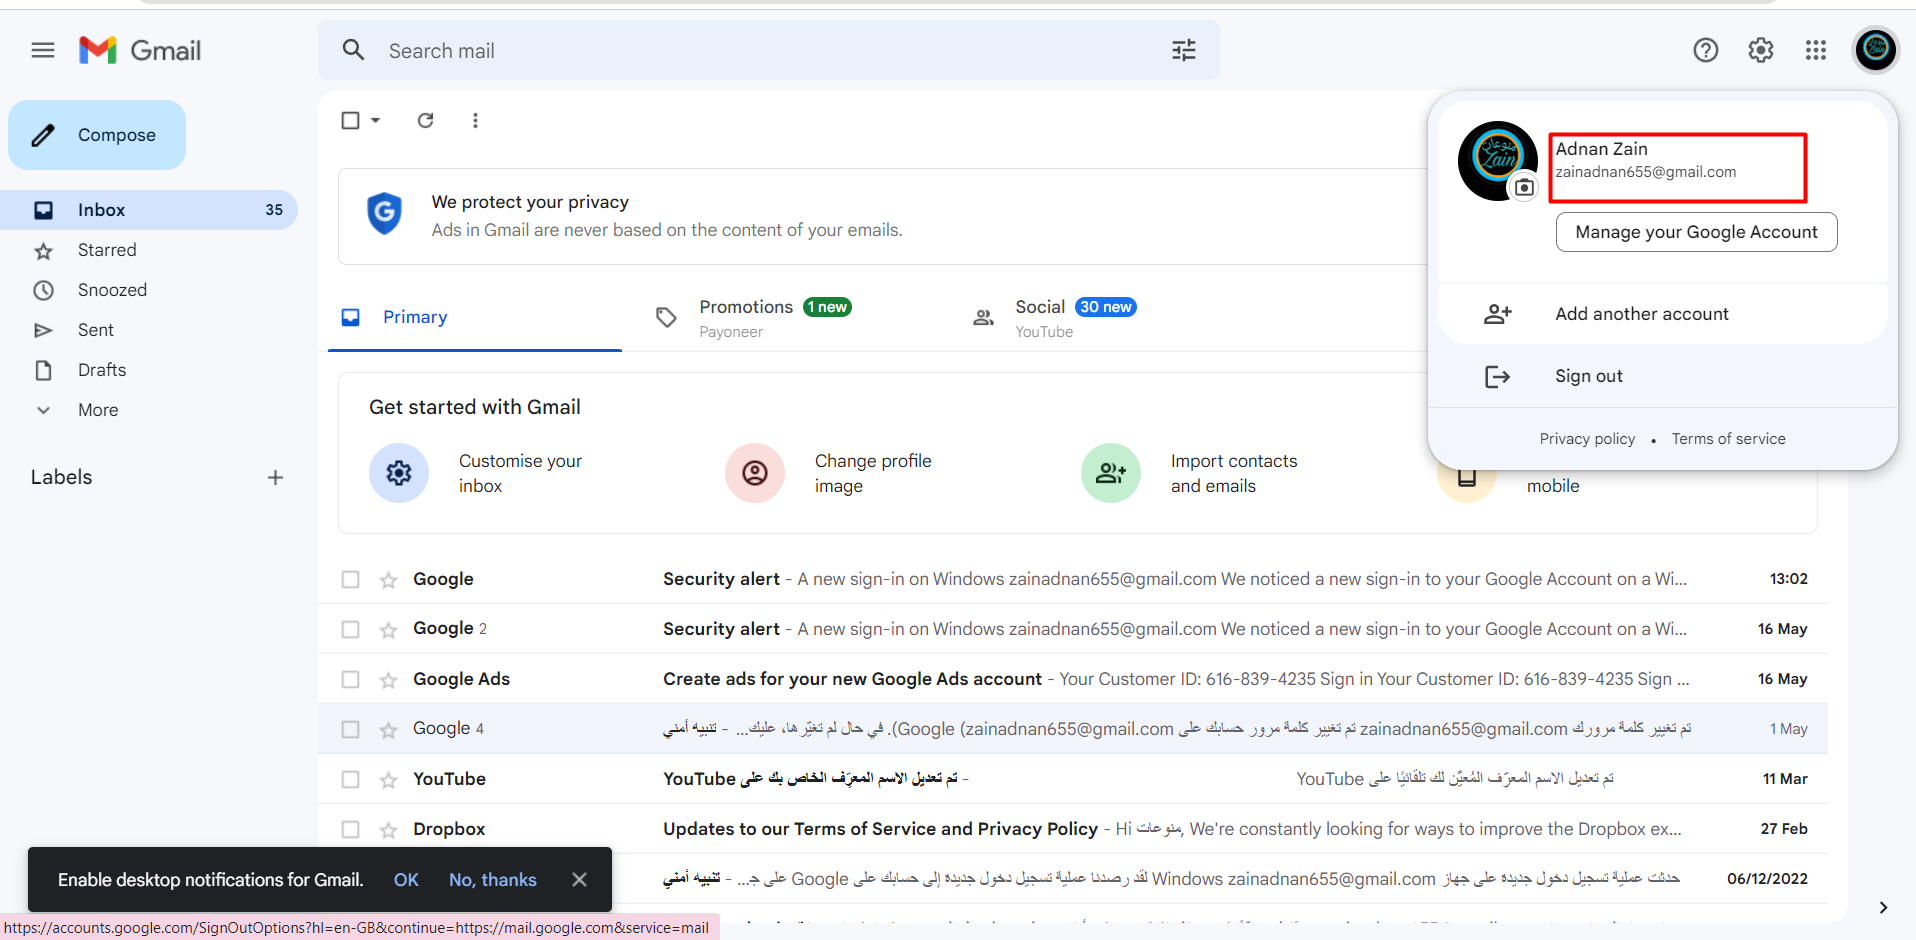 Gmail
Search mail
Compose
Inbox 35
Starred
Snoozed
Sent
Drafts
More
Labels
We protect your privacy
Ads in Gmail are never based on the content of your emails.
Primary
Promotions 1 new
Payoneer
Social 30 new
YouTube
Get started with Gmail
Customise your
inbox
Change profile
image
Import contacts
and emails
mobile
منوعات
Zain
Adnan Zain
zainadnan655@gmail.com
Manage your Google Account
Add another account
Sign out
Privacy policy • Terms of service
Google Security alert - A new sign-in on Windows zainadnan655@gmail.com We noticed a new sign-in to your Google Account on a Wi... 13:02
Google 2 Security alert - A new sign-in on Windows zainadnan655@gmail.com We noticed a new sign-in to your Google Account on a Wi... 16 May
Google Ads Create ads for your new Google Ads account - Your Customer ID: 616-839-4235 Sign in Your Customer ID: 616-839-4235 Sign ... 16 May
Google 4 تنبيه أمني - تم تغيير كلمة مرورك zainadnan655@gmail.com تم تغيير كلمة مرور حسابك على Google (zainadnan655@gmail.com). في حال لم تغيّرها، عليك... 1 May
YouTube تم تعديل الاسم المعرّف الخاص بك على YouTube - تم تعديل الاسم المعرّف المُعيَّن لك تلقائيًا على YouTube 11 Mar
Dropbox Updates to our Terms of Service and Privacy Policy - Hi منوعات, We're constantly looking for ways to improve the Dropbox ex... 27 Feb
تنبيه أمني - حدثت عملية تسجيل دخول جديدة على جهاز Windows zainadnan655@gmail.com لقد رصدنا عملية تسجيل دخول جديدة إلى حسابك على Google على ج... 06/12/2022
Enable desktop notifications for Gmail. OK No, thanks
https://accounts.google.com/SignOutOptions?hl=en-GB&continue=https://mail.google.com&service=mail